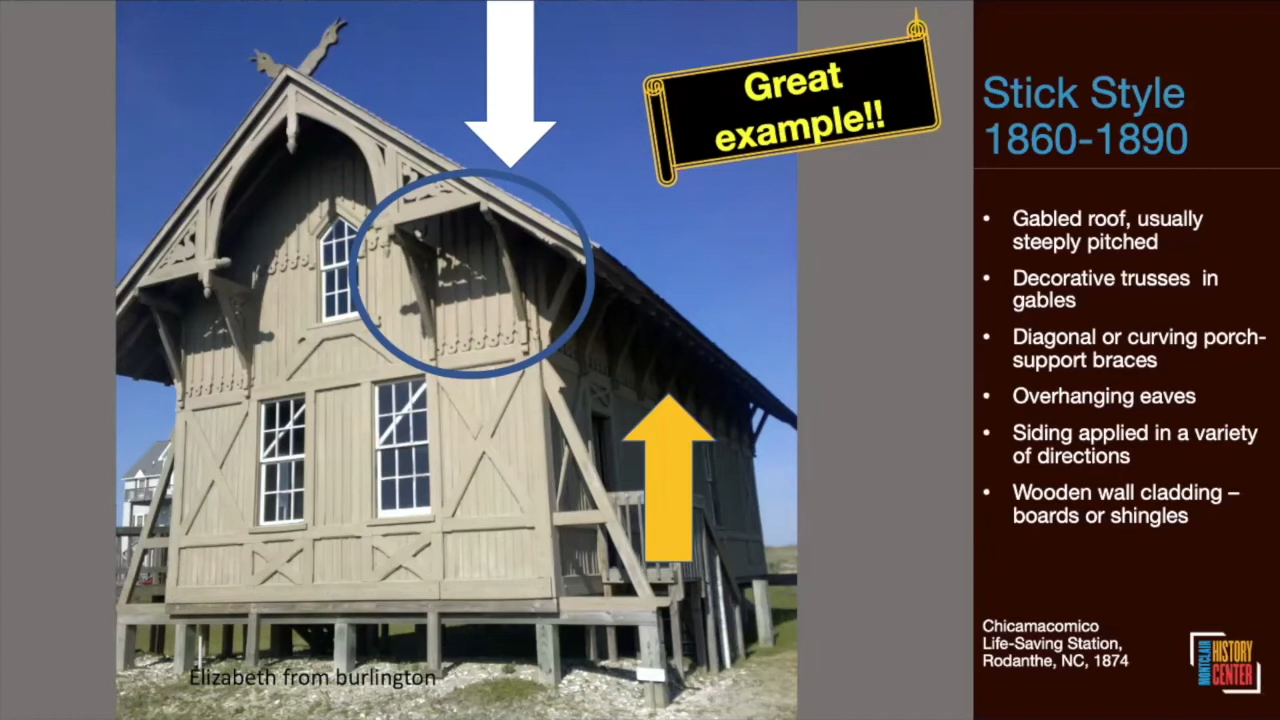 Great
example!!
Stick Style
1860-1890
• Gabled roof, usually
steeply pitched
• Decorative trusses in
gables
• Diagonal or curving porch-
support braces
• Overhanging eaves
• Siding applied in a variety
of directions
• Wooden wall cladding –
boards or shingles
Chicamacomico
Life-Saving Station,
Rodanthe, NC, 1874
MONTCLAIR
HISTORY
CENTER
Elizabeth from burlington